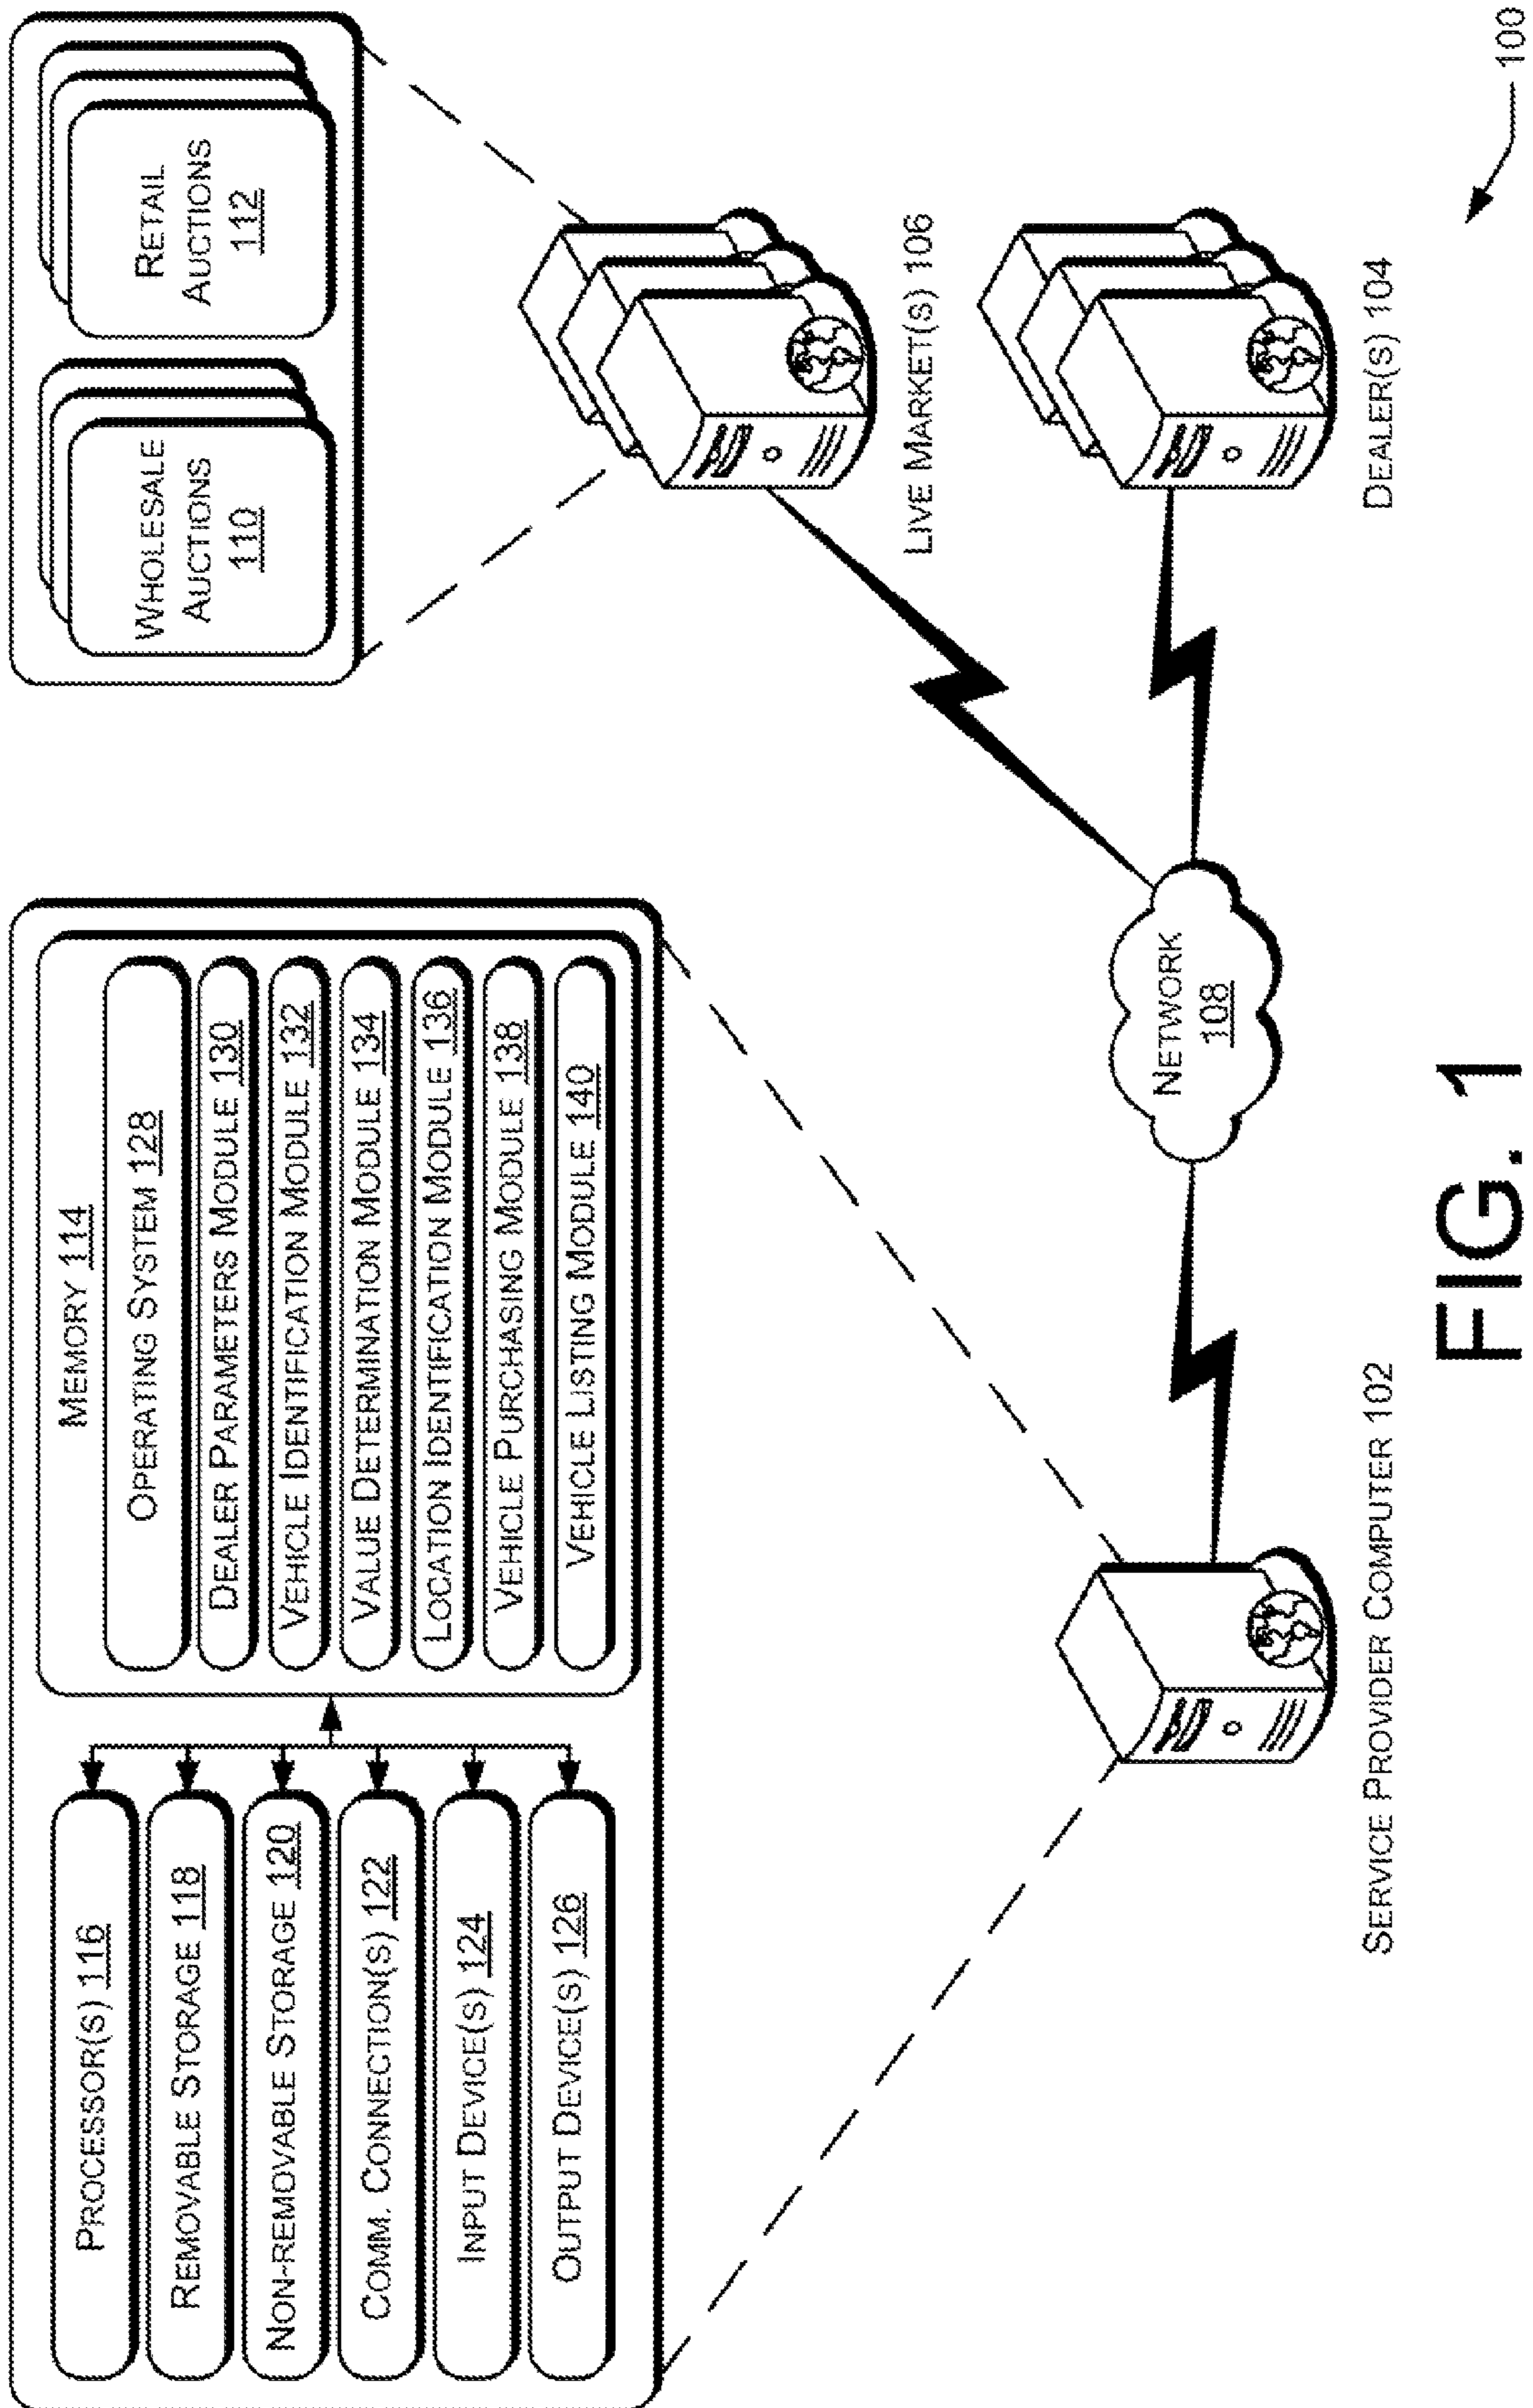 PROCESSOR(S) 116
REMOVABLE STORAGE 118
NON-REMOVABLE STORAGE 120
COMM. CONNECTION(S) 122
INPUT DEVICE(S) 124
OUTPUT DEVICE(S) 126
MEMORY 114
OPERATING SYSTEM 128
DEALER PARAMETERS MODULE 130
VEHICLE IDENTIFICATION MODULE 132
VALUE DETERMINATION MODULE 134
LOCATION IDENTIFICATION MODULE 136
VEHICLE PURCHASING MODULE 138
VEHICLE LISTING MODULE 140
WHOLESALE
AUCTIONS
110
RETAIL
AUCTIONS
112
LIVE MARKET(S) 106
NETWORK
108
SERVICE PROVIDER COMPUTER 102
DEALER(S) 104
FIG. 1
100